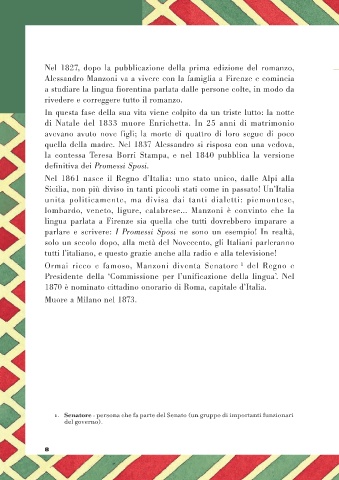 Nel 1827, dopo la pubblicazione della prima edizione del romanzo,
Alessandro Manzoni va a vivere con la famiglia a Firenze e comincia
a studiare la lingua fiorentina parlata dalle persone colte, in modo da
rivedere e correggere tutto il romanzo.
In questa fase della sua vita viene colpito da un triste lutto: la notte
di Natale del 1833 muore Enrichetta. In 25 anni di matrimonio
avevano avuto nove figli; la morte di quattro di loro segue di poco
quella della madre. Nel 1837 Alessandro si risposa con una vedova,
la contessa Teresa Borri Stampa, e nel 1840 pubblica la versione
definitiva dei Promessi Sposi.
Nel 1861 nasce il Regno d'Italia: uno stato unico, dalle Alpi alla
Sicilia, non più diviso in tanti piccoli stati come in passato! Un'Italia
unita politicamente, ma divisa dai tanti dialetti: piemontese,
lombardo, veneto, ligure, calabrese... Manzoni è convinto che la
lingua parlata a Firenze sia quella che tutti dovrebbero imparare a
parlare e scrivere: I Promessi Sposi ne sono un esempio! In realtà,
solo un secolo dopo, alla metà del Novecento, gli Italiani parleranno
tutti l'italiano, e questo grazie anche alla radio e alla televisione!
Ormai ricco e famoso, Manzoni diventa Senatore 1 del Regno e
Presidente della 'Commissione per l'unificazione della lingua'. Nel
1870 è nominato cittadino onorario di Roma, capitale d'Italia.
Muore a Milano nel 1873.
1. Senatore : persona che fa parte del Senato (un gruppo di importanti funzionari
del governo).
8